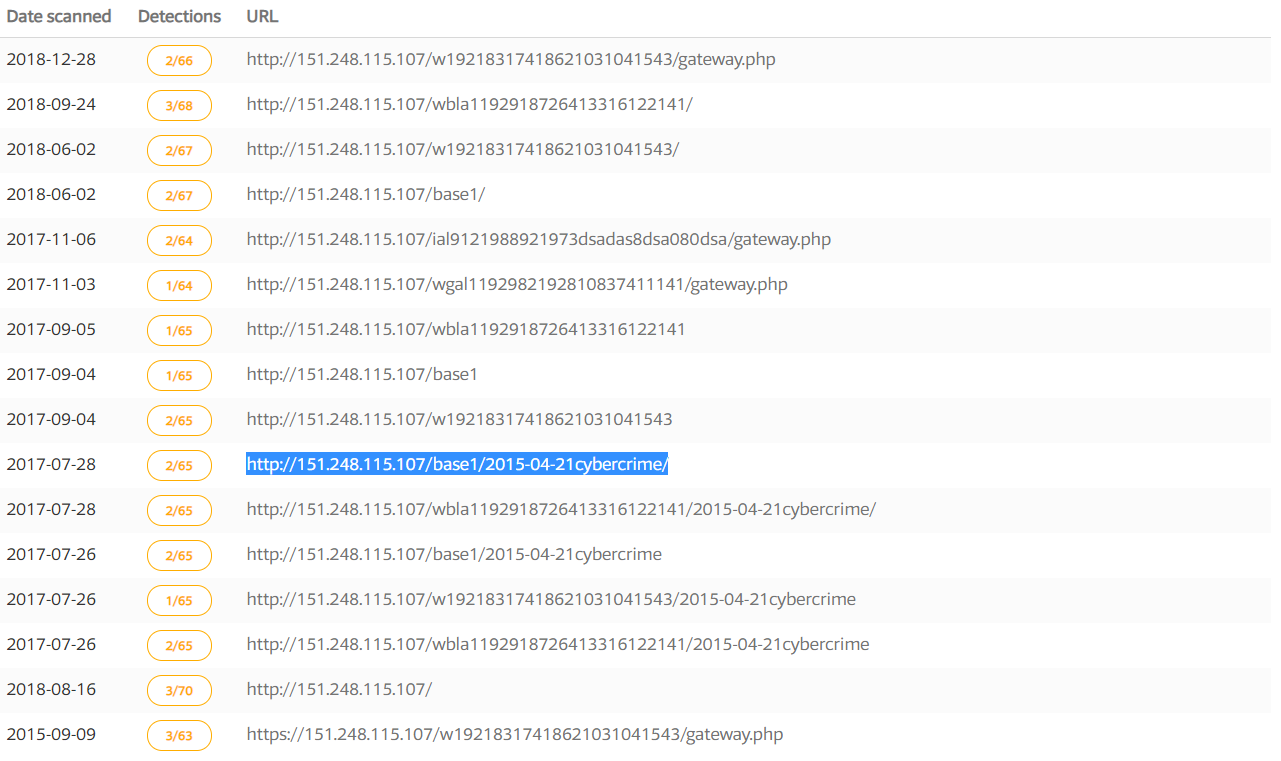 Date scanned Detections URL
2018-12-28 2/66 http://151.248.115.107/w19218317418621031041543/gateway.php
2018-09-24 3/68 http://151.248.115.107/wbla1192918726413316122141/
2018-06-02 2/67 http://151.248.115.107/w19218317418621031041543/
2018-06-02 2/67 http://151.248.115.107/base1/
2017-11-06 2/64 http://151.248.115.107/ial9121988921973dsadas8dsa080dsa/gateway.php
2017-11-03 1/64 http://151.248.115.107/wgal1192982192810837411141/gateway.php
2017-09-05 1/65 http://151.248.115.107/wbla1192918726413316122141
2017-09-04 1/65 http://151.248.115.107/base1
2017-09-04 2/65 http://151.248.115.107/w19218317418621031041543
2017-07-28 2/65 http://151.248.115.107/base1/2015-04-21cybercrime/
2017-07-28 2/65 http://151.248.115.107/wbla1192918726413316122141/2015-04-21cybercrime/
2017-07-26 2/65 http://151.248.115.107/base1/2015-04-21cybercrime
2017-07-26 1/65 http://151.248.115.107/w19218317418621031041543/2015-04-21cybercrime
2017-07-26 2/65 http://151.248.115.107/wbla1192918726413316122141/2015-04-21cybercrime
2018-08-16 3/70 http://151.248.115.107/
2015-09-09 3/63 https://151.248.115.107/w19218317418621031041543/gateway.php